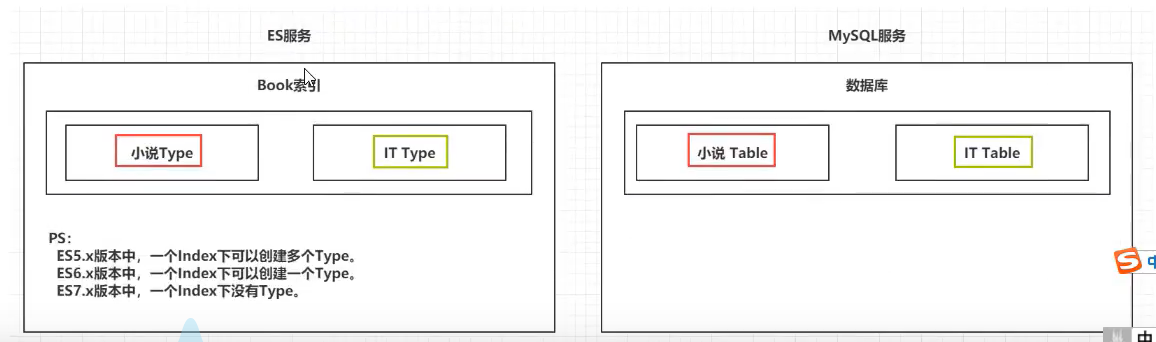 ES服务
MySQL服务
Book索引
数据库
小说Type
IT Type
小说 Table
IT Table
PS：
ES5.x版本中，一个Index下可以创建多个Type。
ES6.x版本中，一个Index下可以创建一个Type。
ES7.x版本中，一个Index下没有Type。
S 中
中